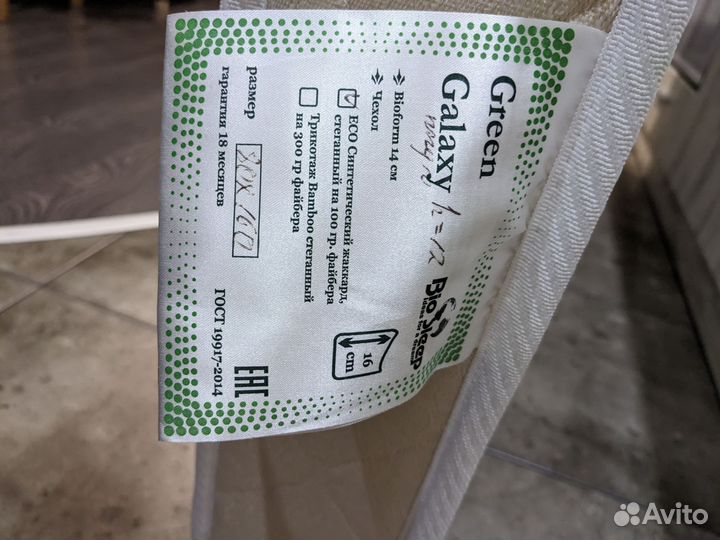 Green
Galaxy h=12
Bio Sleep
Bioform 14 см
Чехол
ECO Синтетический жаккард,
стеганный на 100 гр. файбера
Трикотаж Bamboo стеганный
на 300 гр файбера
16
cm
размер 80x160
гарантия 18 месяцев
ГОСТ 19917-2014
EAC
Avito